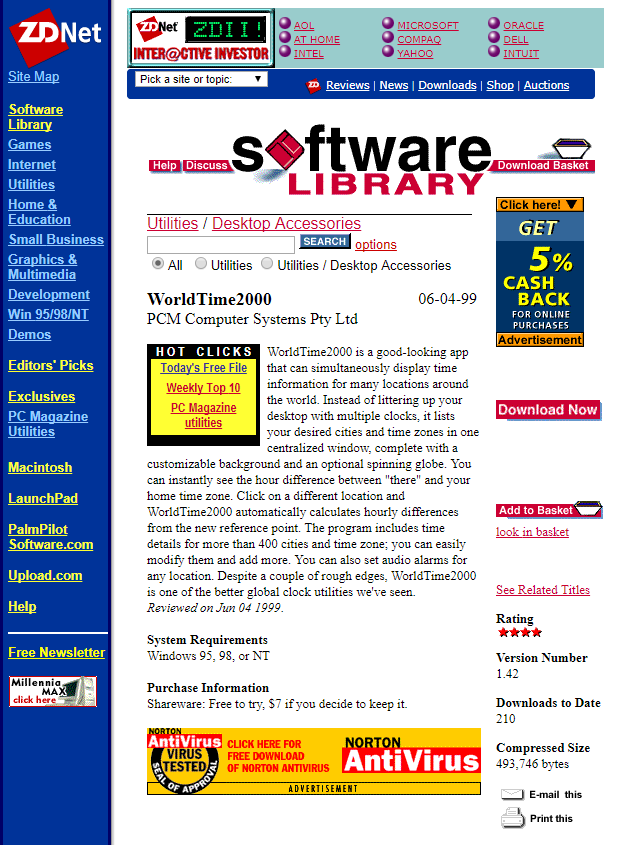 ZDNet
Site Map
Software
Library
Games
Internet
Utilities
Home &
Education
Small Business
Graphics &
Multimedia
Development
Win 95/98/NT
Demos
Editors' Picks
Exclusives
PC Magazine
Utilities
Macintosh
LaunchPad
PalmPilot
Software.com
Upload.com
Help
Free Newsletter
Millennia
MAX
click here
ZDNet ZDII!
INTER@CTIVE INVESTOR
AOL MICROSOFT ORACLE
AT HOME COMPAQ DELL
INTEL YAHOO INTUIT
Pick a site or topic:
ZD Reviews | News | Downloads | Shop | Auctions
Help Discuss software Download Basket
LIBRARY
Utilities / Desktop Accessories
SEARCH options
All Utilities Utilities / Desktop Accessories
WorldTime2000 06-04-99
PCM Computer Systems Pty Ltd
HOT CLICKS
Today's Free File
Weekly Top 10
PC Magazine
utilities
WorldTime2000 is a good-looking app
that can simultaneously display time
information for many locations around
the world. Instead of littering up your
desktop with multiple clocks, it lists
your desired cities and time zones in one
centralized window, complete with a
customizable background and an optional spinning globe. You
can instantly see the hour difference between "there" and your
home time zone. Click on a different location and
WorldTime2000 automatically calculates hourly differences
from the new reference point. The program includes time
details for more than 400 cities and time zone; you can easily
modify them and add more. You can also set audio alarms for
any location. Despite a couple of rough edges, WorldTime2000
is one of the better global clock utilities we've seen.
Reviewed on Jun 04 1999.
System Requirements
Windows 95, 98, or NT
Purchase Information
Shareware: Free to try, $7 if you decide to keep it.
NORTON
AntiVirus
VIRUS
TESTED
SEAL OF APPROVAL
CLICK HERE FOR
FREE DOWNLOAD
OF NORTON ANTIVIRUS
NORTON
AntiVirus
ADVERTISEMENT
Click here!
GET
5%
CASH
BACK
FOR ONLINE
PURCHASES
Advertisement
Download Now
Add to Basket
look in basket
See Related Titles
Rating
Version Number
1.42
Downloads to Date
210
Compressed Size
493,746 bytes
E-mail this
Print this